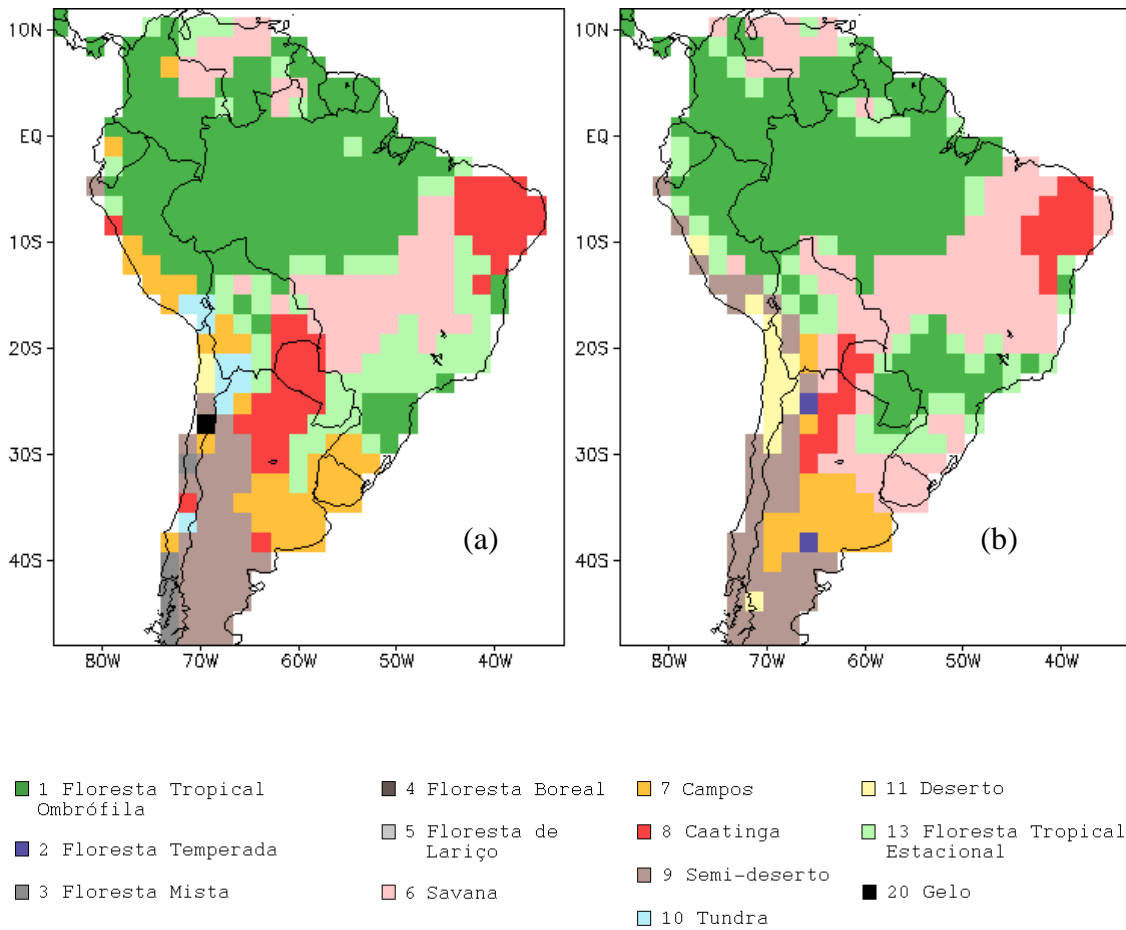 10N
EQ
10S
20S
30S
40S
(a)
80W 70W 60W 50W 40W
10N
EQ
10S
20S
30S
40S
(b)
80W 70W 60W 50W 40W
1 Floresta Tropical
Ombrófila
2 Floresta Temperada
3 Floresta Mista
4 Floresta Boreal
5 Floresta de
Lariço
6 Savana
7 Campos
8 Caatinga
9 Semi-deserto
10 Tundra
11 Deserto
13 Floresta Tropical
Estacional
20 Gelo